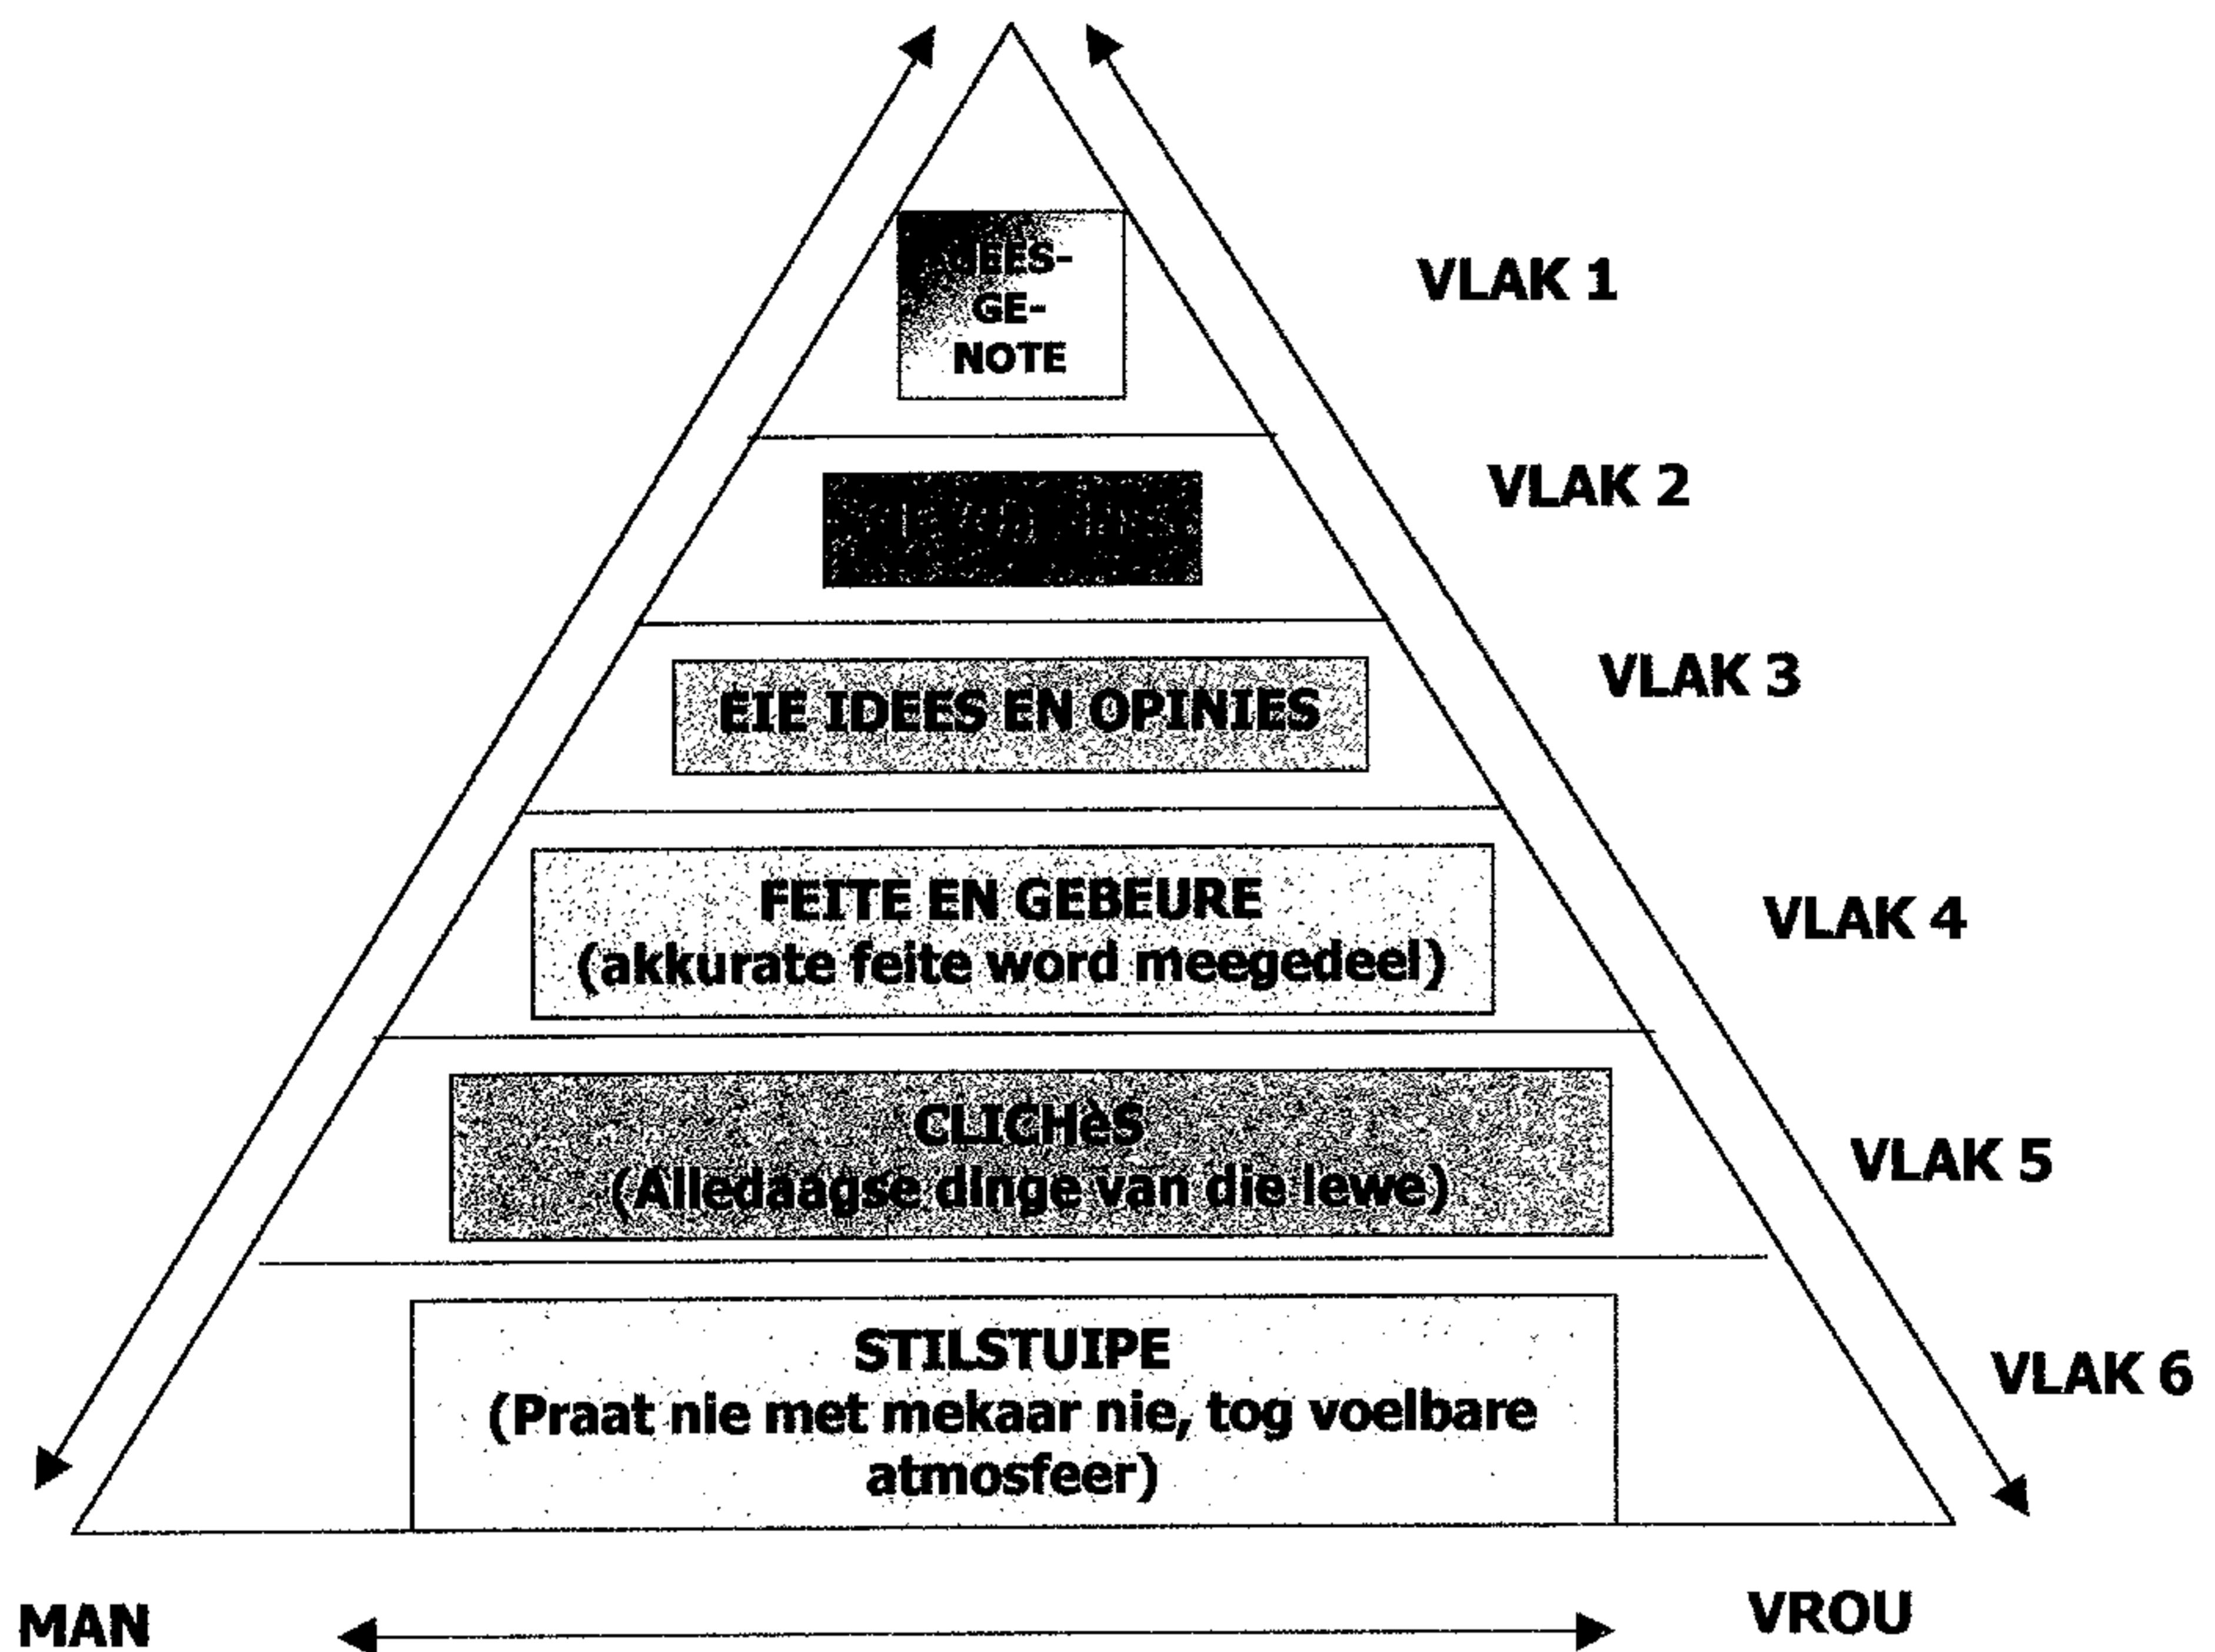 GE-
NOTE
VLAK 1
VLAK 2
EIE IDEES EN OPINIES
VLAK 3
FEITE EN GEBEURE
(akkurate feite word meegedeel)
VLAK 4
CLICHèS
(Alledaagse dinge van die lewe)
VLAK 5
STILSTUIPE
(Praat nie met mekaar nie, tog voelbare
atmosfeer)
VLAK 6
MAN
VROU